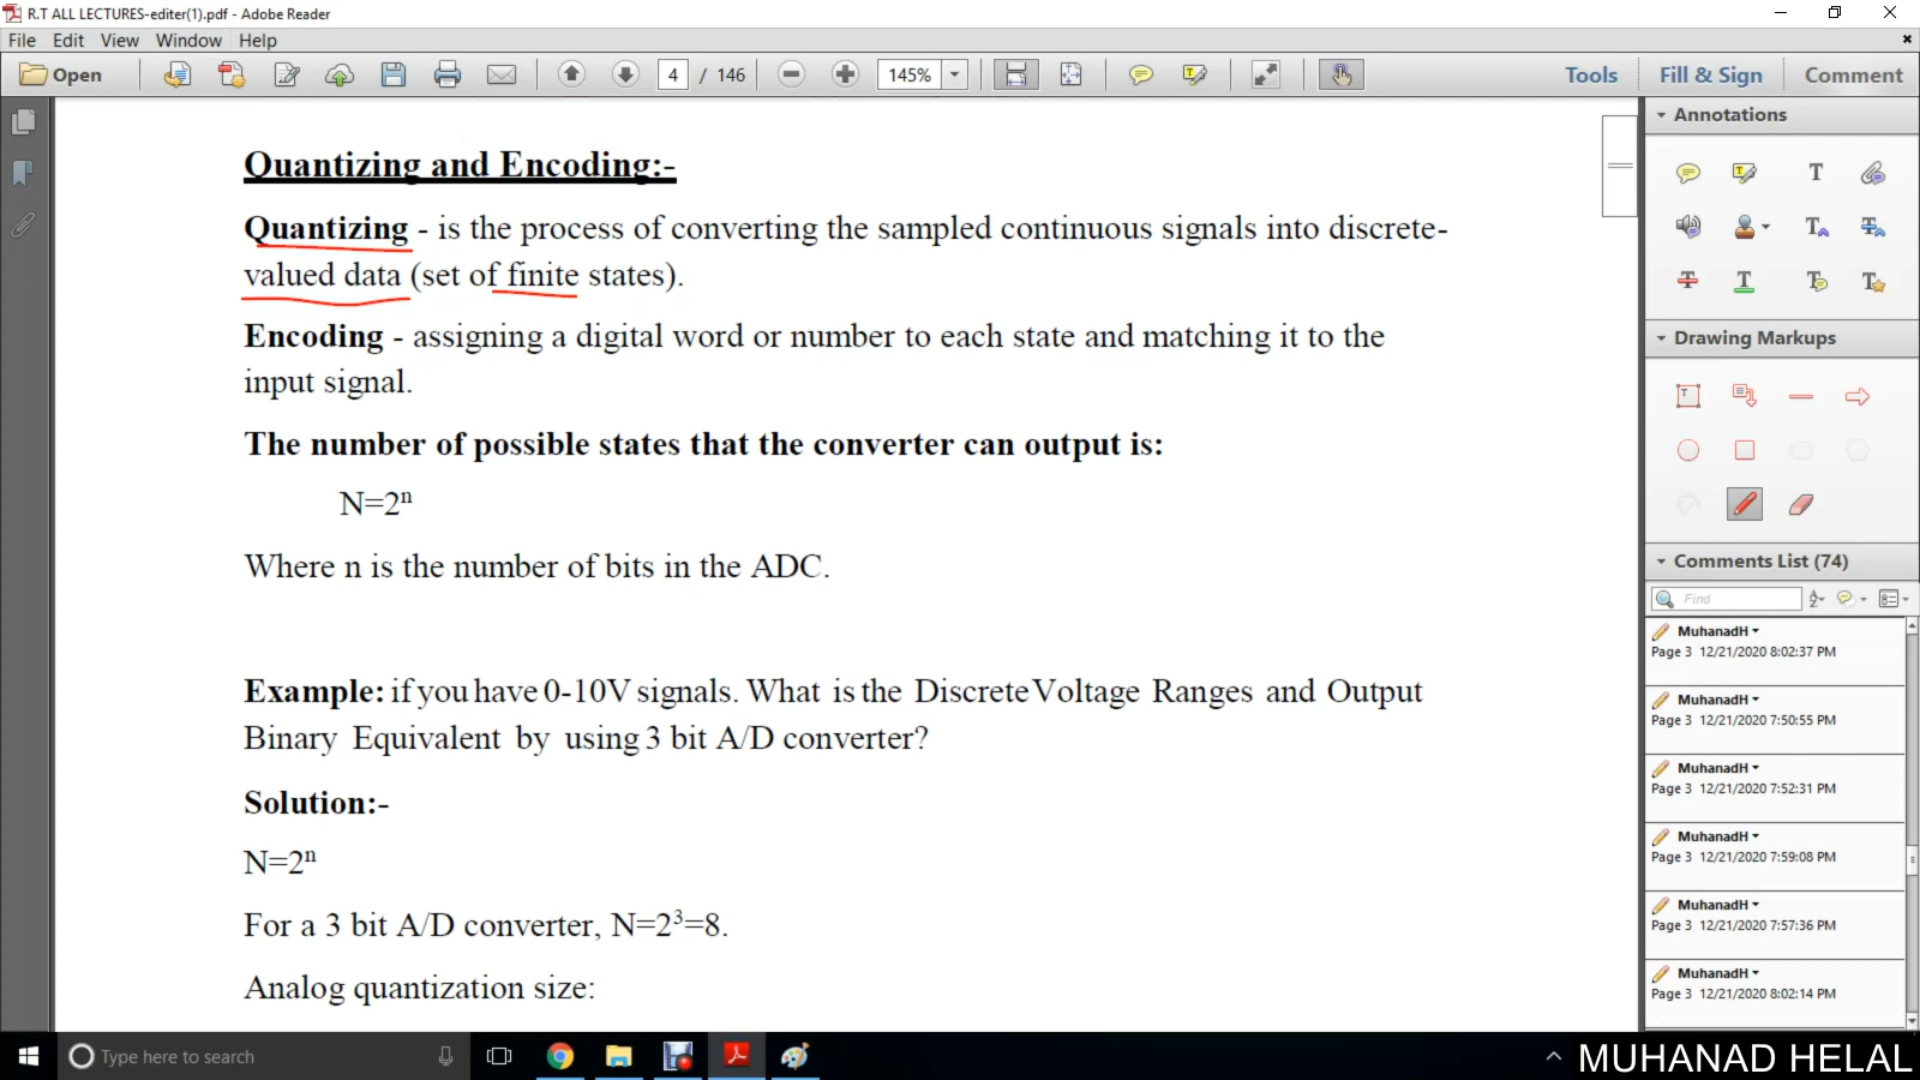 R.T ALL LECTURES-editer(1).pdf - Adobe Reader
File Edit View Window Help
Open 4 / 146 145% Tools Fill & Sign Comment
Quantizing and Encoding:-
Quantizing - is the process of converting the sampled continuous signals into discrete-
valued data (set of finite states).
Encoding - assigning a digital word or number to each state and matching it to the
input signal.
The number of possible states that the converter can output is:
N=2ⁿ
Where n is the number of bits in the ADC.
Example: if you have 0-10V signals. What is the Discrete Voltage Ranges and Output
Binary Equivalent by using 3 bit A/D converter?
Solution:-
N=2ⁿ
For a 3 bit A/D converter, N=2³=8.
Analog quantization size:
Annotations
Drawing Markups
Comments List (74)
Find
MuhanadH
Page 3 12/21/2020 8:02:37 PM
MuhanadH
Page 3 12/21/2020 7:50:55 PM
MuhanadH
Page 3 12/21/2020 7:52:31 PM
MuhanadH
Page 3 12/21/2020 7:59:08 PM
MuhanadH
Page 3 12/21/2020 7:57:36 PM
MuhanadH
Page 3 12/21/2020 8:02:14 PM
Type here to search
MUHANAD HELAL